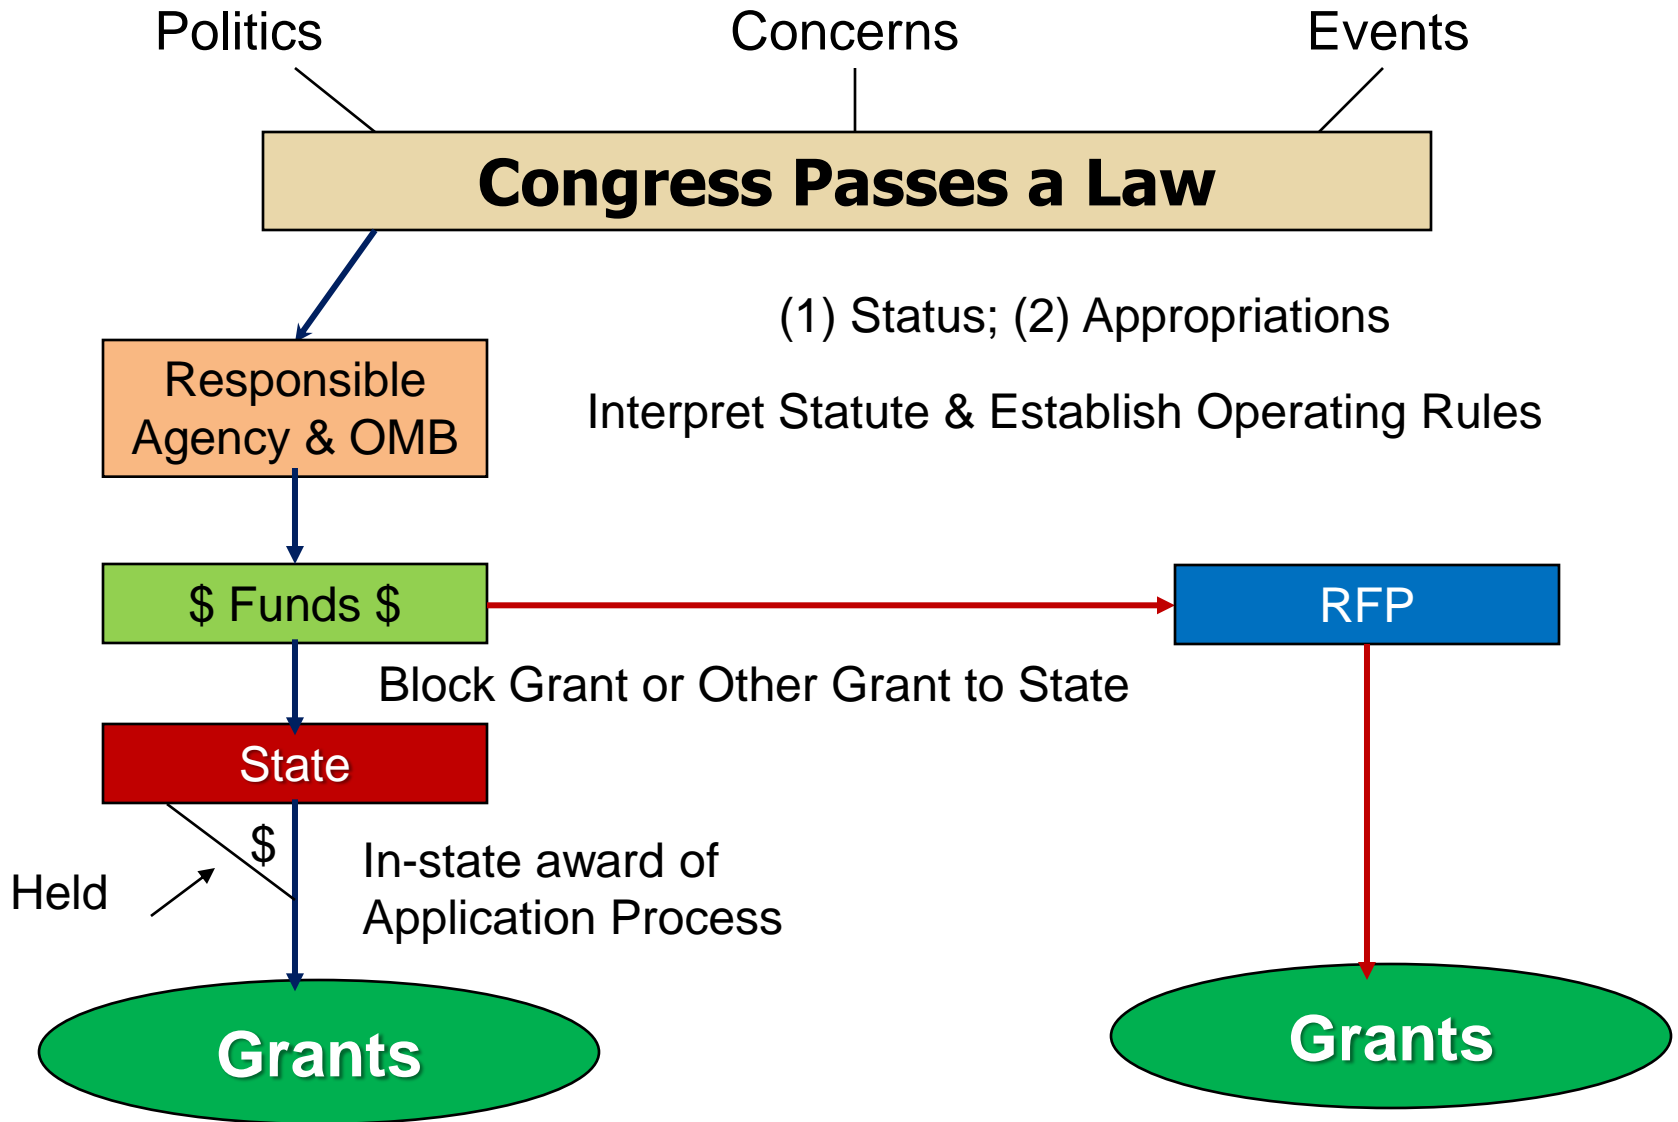 Politics
Concerns
Events
Congress Passes a Law
(1) Status; (2) Appropriations
Responsible
Agency & OMB
Interpret Statute & Establish Operating Rules
$ Funds $
RFP
Block Grant or Other Grant to State
State
$
Held
In-state award of
Application Process
Grants
Grants